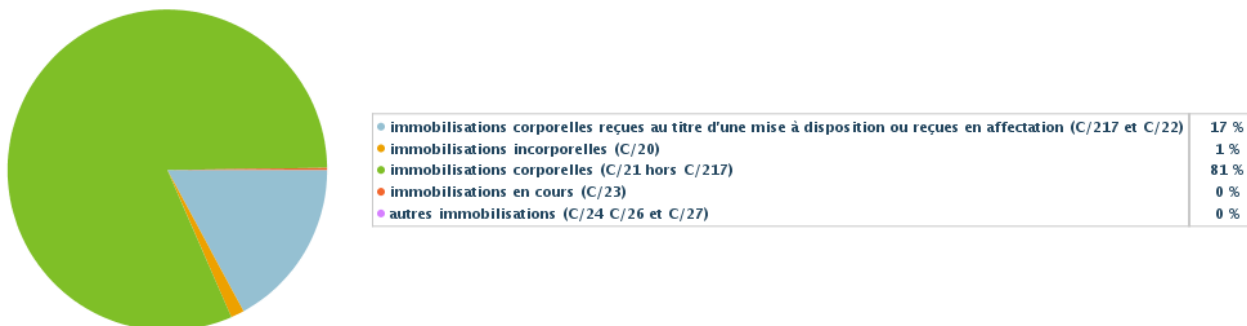 immobilisations corporelles reçues au titre d'une mise à disposition ou reçues en affectation (C/217 et C/22) 17 %
immobilisations incorporelles (C/20) 1 %
immobilisations corporelles (C/21 hors C/217) 81 %
immobilisations en cours (C/23) 0 %
autres immobilisations (C/24 C/26 et C/27) 0 %